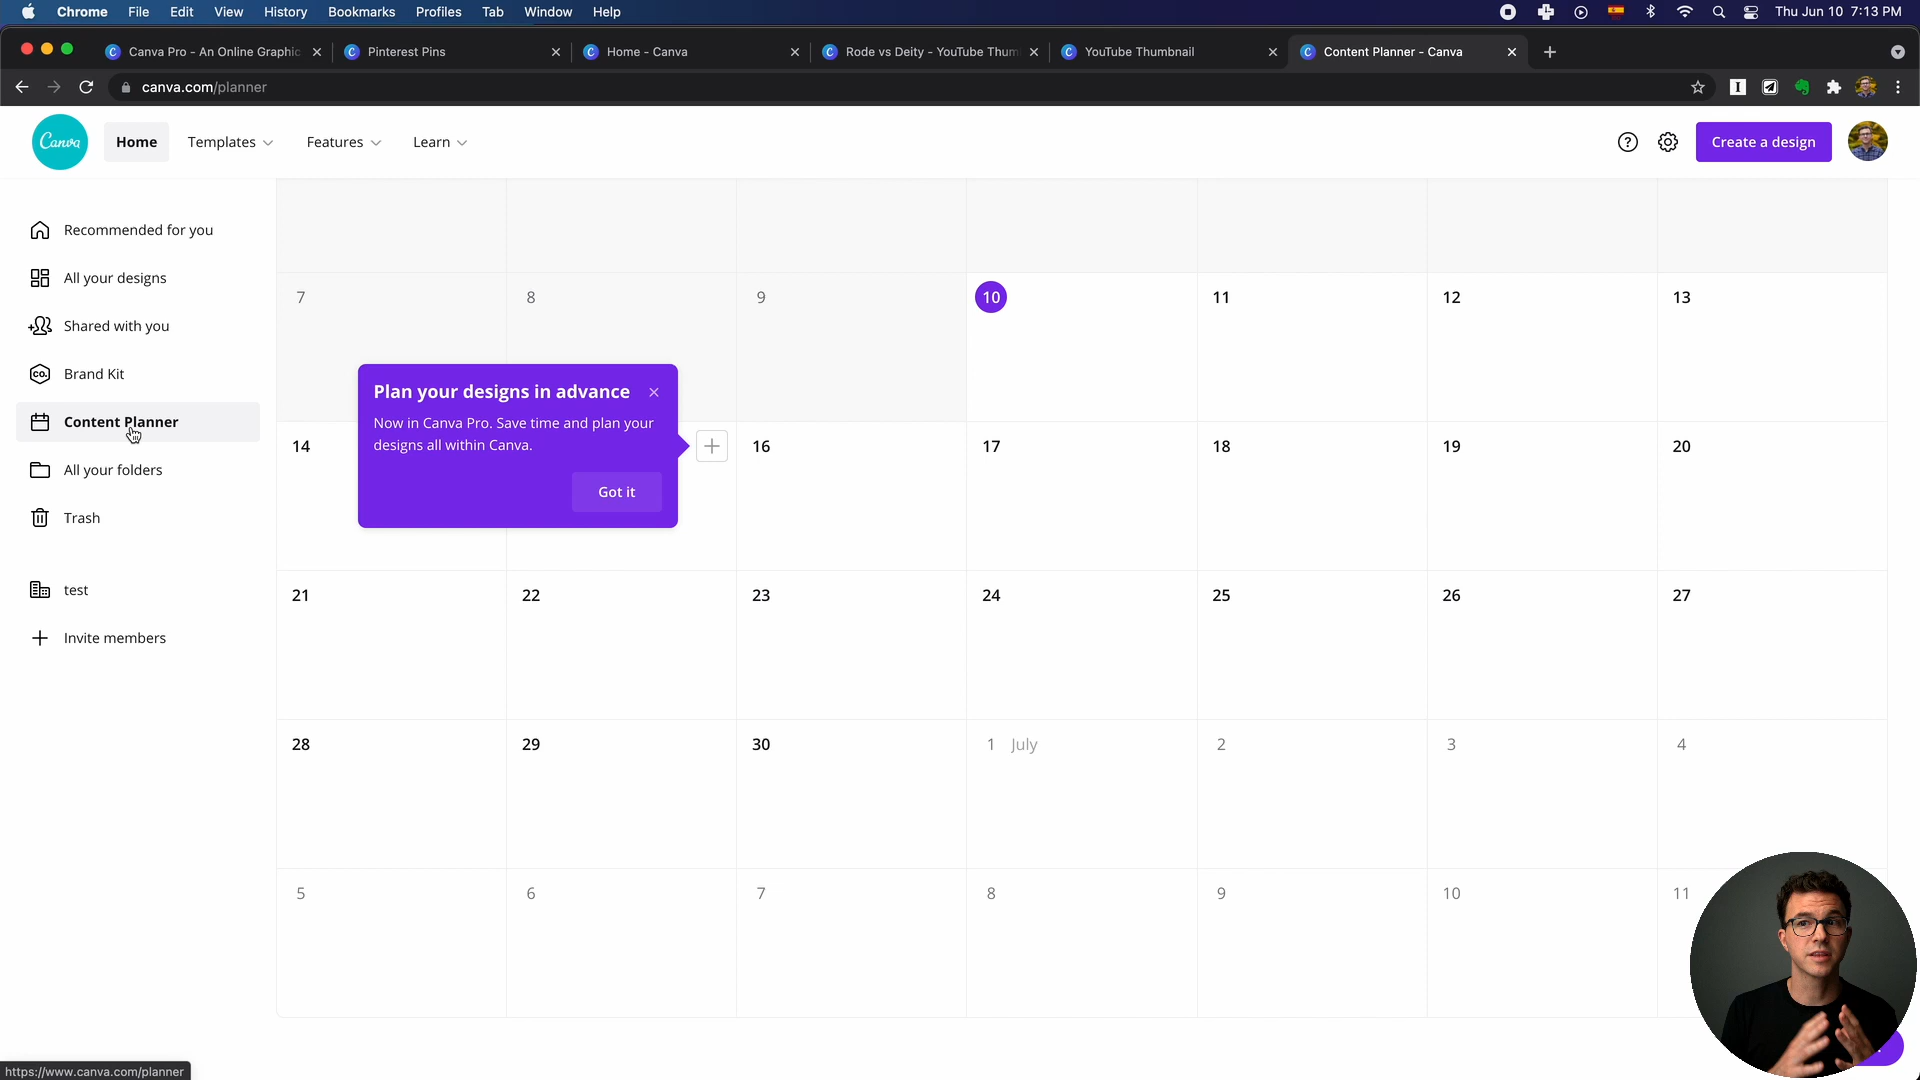 Chrome File Edit View History Bookmarks Profiles Tab Window Help Thu Jun 10 7:13 PM
Canva Pro - An Online Graphic Pinterest Pins Home - Canva Rode vs Deity - YouTube Thum YouTube Thumbnail Content Planner - Canva
canva.com/planner
Canva Home Templates Features Learn Create a design
Recommended for you
All your designs
Shared with you
Brand Kit
Content Planner
All your folders
Trash
test
Invite members
7 8 9 10 11 12 13
Plan your designs in advance
Now in Canva Pro. Save time and plan your
designs all within Canva.
Got it
14 16 17 18 19 20
21 22 23 24 25 26 27
28 29 30 1 July 2 3 4
5 6 7 8 9 10 11
https://www.canva.com/planner